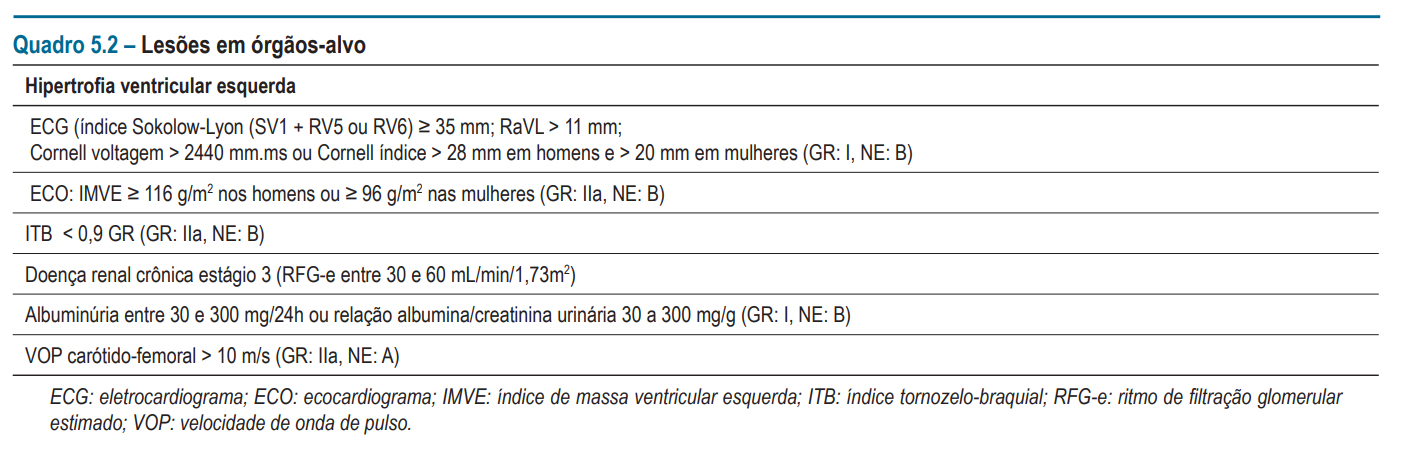 Quadro 5.2 – Lesões em órgãos-alvo
Hipertrofia ventricular esquerda
ECG (índice Sokolow-Lyon (SV1 + RV5 ou RV6) ≥ 35 mm; RaVL > 11 mm;
Cornell voltagem > 2440 mm.ms ou Cornell índice > 28 mm em homens e > 20 mm em mulheres (GR: I, NE: B)
ECO: IMVE ≥ 116 g/m² nos homens ou ≥ 96 g/m² nas mulheres (GR: IIa, NE: B)
ITB < 0,9 GR (GR: IIa, NE: B)
Doença renal crônica estágio 3 (RFG-e entre 30 e 60 mL/min/1,73m²)
Albuminúria entre 30 e 300 mg/24h ou relação albumina/creatinina urinária 30 a 300 mg/g (GR: I, NE: B)
VOP carótido-femoral > 10 m/s (GR: IIa, NE: A)
ECG: eletrocardiograma; ECO: ecocardiograma; IMVE: índice de massa ventricular esquerda; ITB: índice tornozelo-braquial; RFG-e: ritmo de filtração glomerular
estimado; VOP: velocidade de onda de pulso.